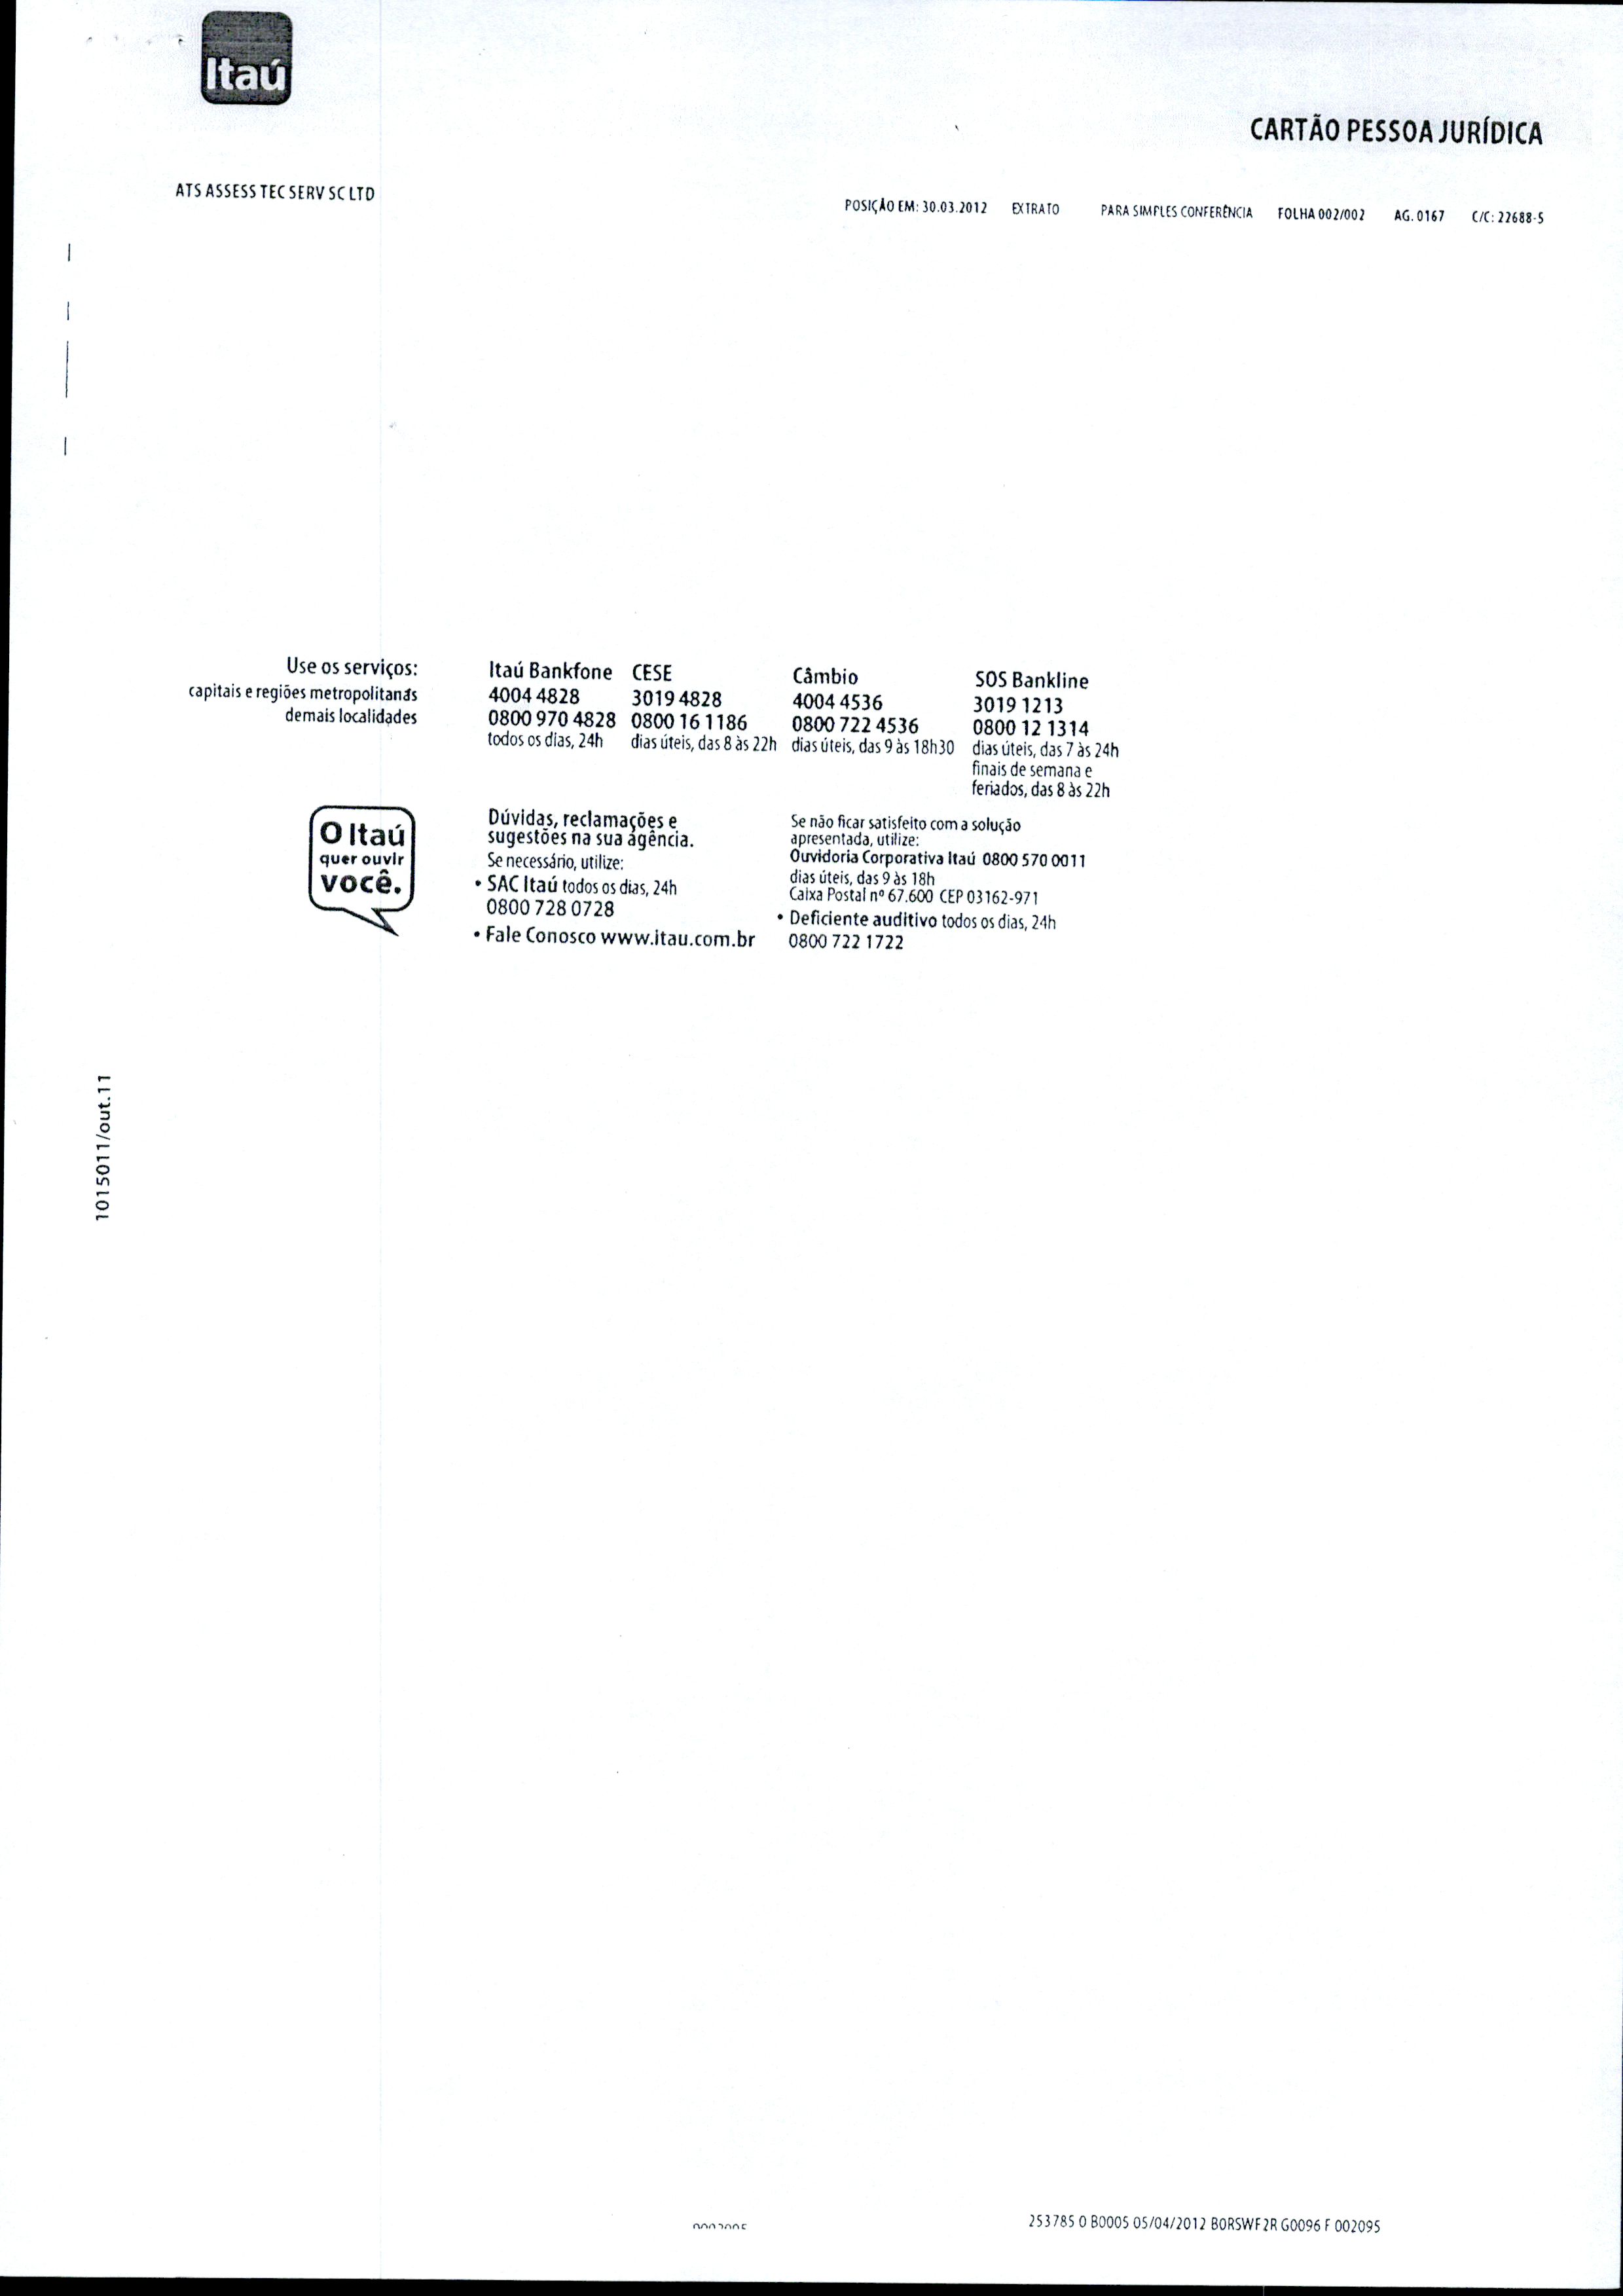 Itaú
CARTÃO PESSOA JURÍDICA
ATS ASSESS TEC SERV SC LTD
POSIÇÃO EM: 30.03.2012 EXTRATO PARA SIMPLES CONFERÊNCIA FOLHA 002/002 AG. 0167 C/C: 22688-5
Use os serviços:
capitais e regiões metropolitanas
demais localidades
Itaú Bankfone
4004 4828
0800 970 4828
todos os dias, 24h
CESE
3019 4828
0800 16 1186
dias úteis, das 8 às 22h
Câmbio
4004 4536
0800 722 4536
dias úteis, das 9 às 18h30
SOS Bankline
3019 1213
0800 12 1314
dias úteis, das 7 às 24h
finais de semana e
feriados, das 8 às 22h
O Itaú
quer ouvir
você.
Dúvidas, reclamações e
sugestões na sua agência.
Se necessário, utilize:
• SAC Itaú todos os dias, 24h
0800 728 0728
• Fale Conosco www.itau.com.br
Se não ficar satisfeito com a solução
apresentada, utilize:
Ouvidoria Corporativa Itaú 0800 570 0011
dias úteis, das 9 às 18h
Caixa Postal nº 67.600 CEP 03162-971
• Deficiente auditivo todos os dias, 24h
0800 722 1722
1015011/out.11
253785 0 B0005 05/04/2012 B0RSWF2R G0096 F 002095